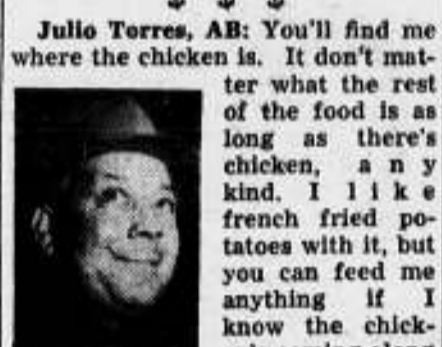 Julio Torres, AB: You'll find me
where the chicken is. It don't mat-
ter what the rest
of the food is as
long as there's
chicken, any
kind. I like
french fried po-
tatoes with it, but
you can feed me
anything if I
know the chick-